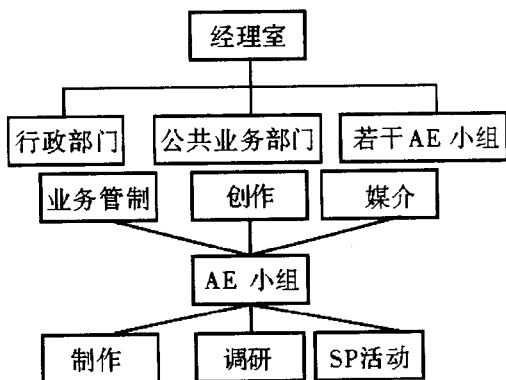 经理室
行政部门 公共业务部门 若干AE小组
业务管制 创作 媒介
AE 小组
制作 调研 SP活动